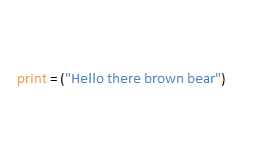 print = ("Hello there brown bear")